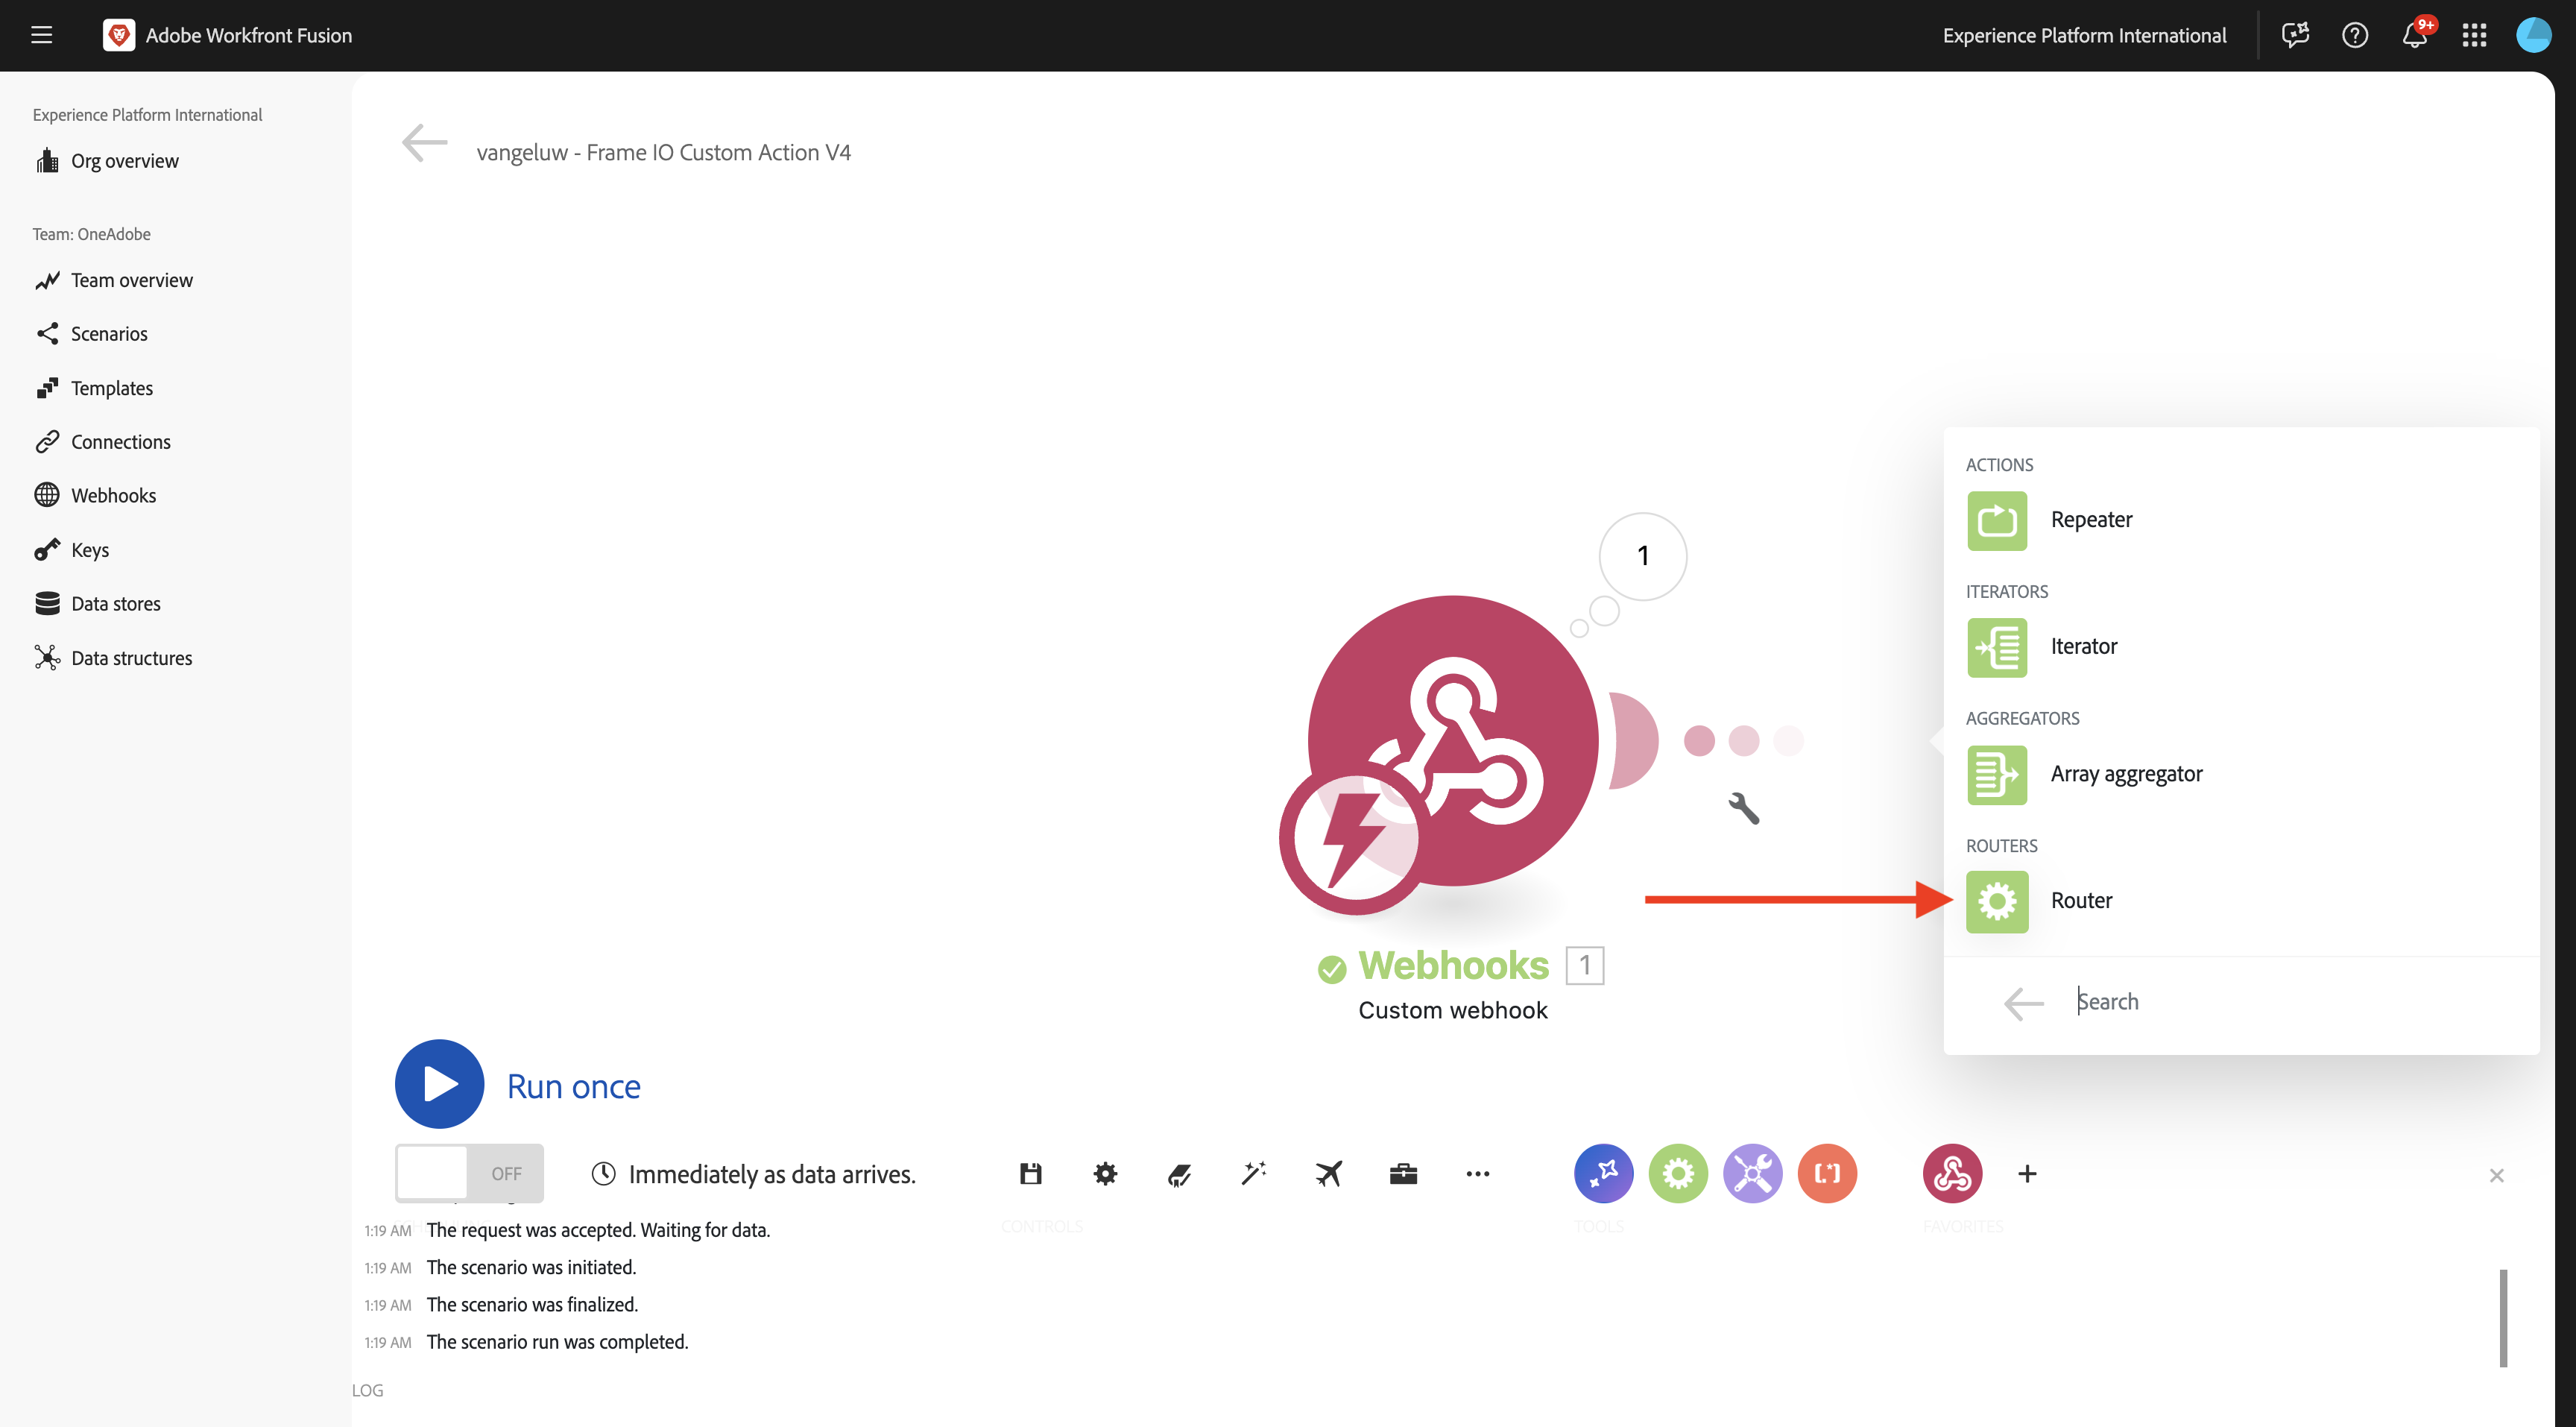 Adobe Workfront Fusion
Experience Platform International
9+
Experience Platform International
Org overview
Team: OneAdobe
Team overview
Scenarios
Templates
Connections
Webhooks
Keys
Data stores
Data structures
vangeluw - Frame IO Custom Action V4
1
Webhooks 1
Custom webhook
ACTIONS
Repeater
ITERATORS
Iterator
AGGREGATORS
Array aggregator
ROUTERS
Router
Search
Run once
OFF
Immediately as data arrives.
CONTROLS
TOOLS
FAVORITES
1:19 AM The request was accepted. Waiting for data.
1:19 AM The scenario was initiated.
1:19 AM The scenario was finalized.
1:19 AM The scenario run was completed.
LOG